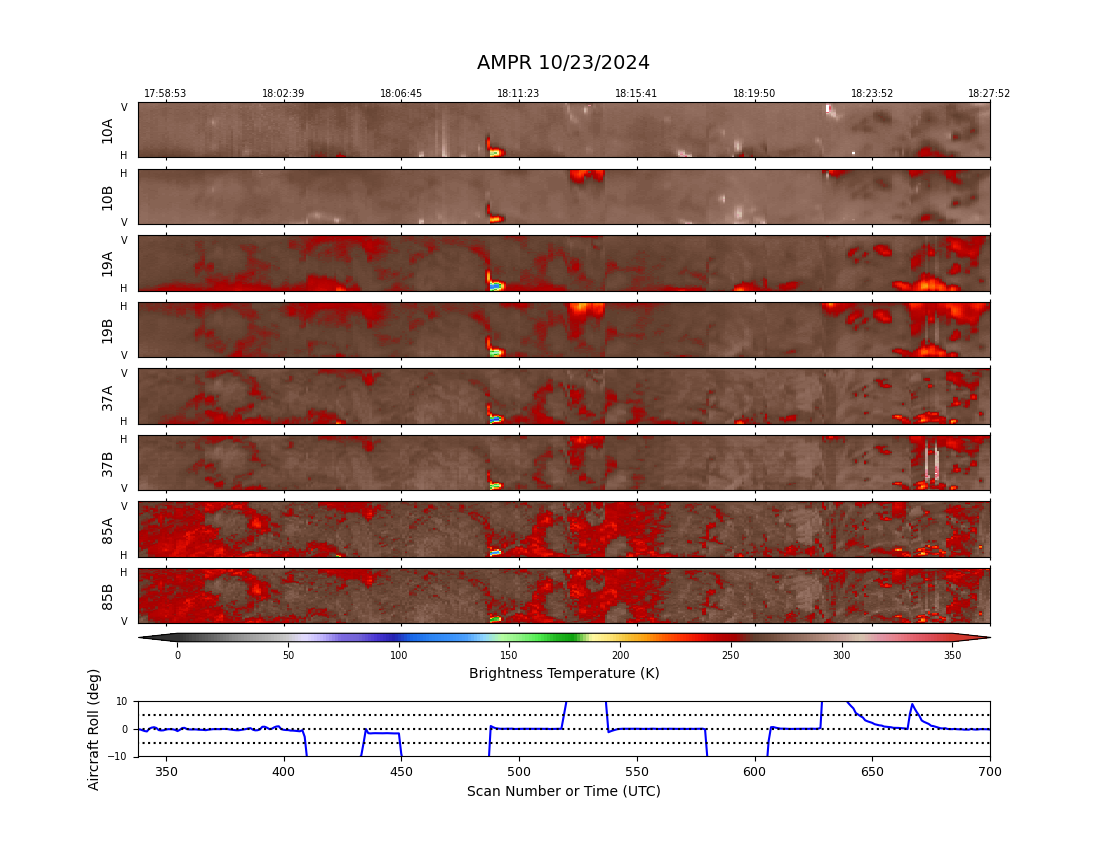 AMPR 10/23/2024
17:58:53 18:02:39 18:06:45 18:11:23 18:15:41 18:19:50 18:23:52 18:27:52
V
10A
H
H
10B
V
V
19A
H
H
19B
V
V
37A
H
H
37B
V
V
85A
H
H
85B
V
0 50 100 150 200 250 300 350
Brightness Temperature (K)
Aircraft Roll (deg)
10
0
−10
350 400 450 500 550 600 650 700
Scan Number or Time (UTC)